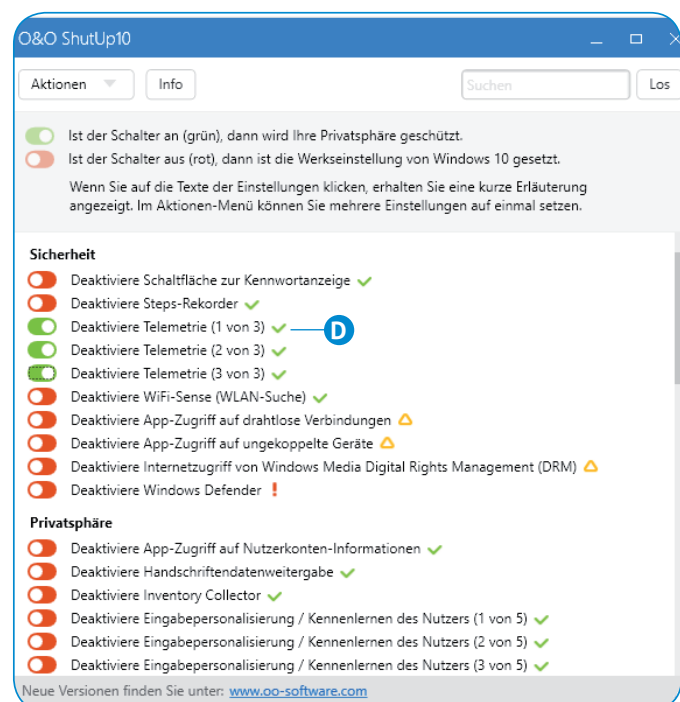 O&O ShutUp10
Aktionen Info Suchen Los
Ist der Schalter an (grün), dann wird Ihre Privatsphäre geschützt.
Ist der Schalter aus (rot), dann ist die Werkseinstellung von Windows 10 gesetzt.
Wenn Sie auf die Texte der Einstellungen klicken, erhalten Sie eine kurze Erläuterung
angezeigt. Im Aktionen-Menü können Sie mehrere Einstellungen auf einmal setzen.
Sicherheit
Deaktiviere Schaltfläche zur Kennwortanzeige
Deaktiviere Steps-Rekorder
Deaktiviere Telemetrie (1 von 3) D
Deaktiviere Telemetrie (2 von 3)
Deaktiviere Telemetrie (3 von 3)
Deaktiviere WiFi-Sense (WLAN-Suche)
Deaktiviere App-Zugriff auf drahtlose Verbindungen
Deaktiviere App-Zugriff auf ungekoppelte Geräte
Deaktiviere Internetzugriff von Windows Media Digital Rights Management (DRM)
Deaktiviere Windows Defender
Privatsphäre
Deaktiviere App-Zugriff auf Nutzerkonten-Informationen
Deaktiviere Handschriftendatenweitergabe
Deaktiviere Inventory Collector
Deaktiviere Eingabepersonalisierung / Kennenlernen des Nutzers (1 von 5)
Deaktiviere Eingabepersonalisierung / Kennenlernen des Nutzers (2 von 5)
Deaktiviere Eingabepersonalisierung / Kennenlernen des Nutzers (3 von 5)
Neue Versionen finden Sie unter: www.oo-software.com